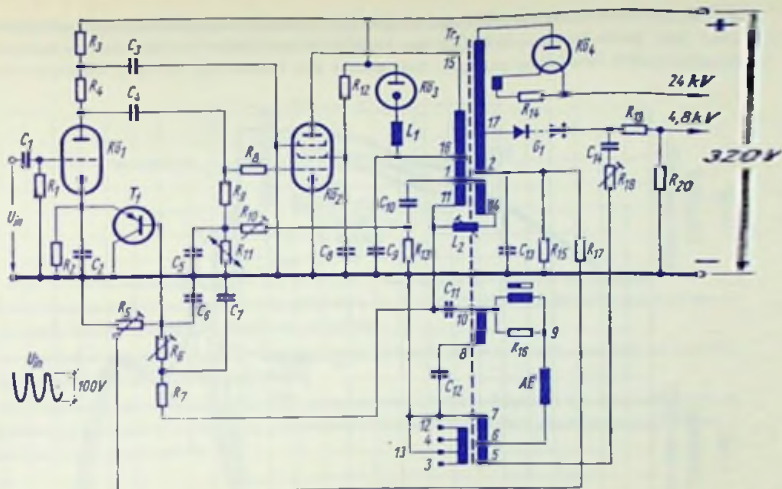 R3
C3
R4
C4
C1
Rö1
R1
Uin
T1
R2
C2
R5
C5
C6
R6
R7
C7
R8
R9
R10
R11
Rö2
R12
Rö3
L1
C8
C9
C10
R13
Tr1
15
16
1
11
14
L2
17
2
Rö4
R14
24 kV
G1
R19
4,8 kV
C14
R18
R20
320V
+
−
C13
R15
R17
C11
10
8
R16
9
C12
AE
7
12
4
13
6
3
5
Uin
100V